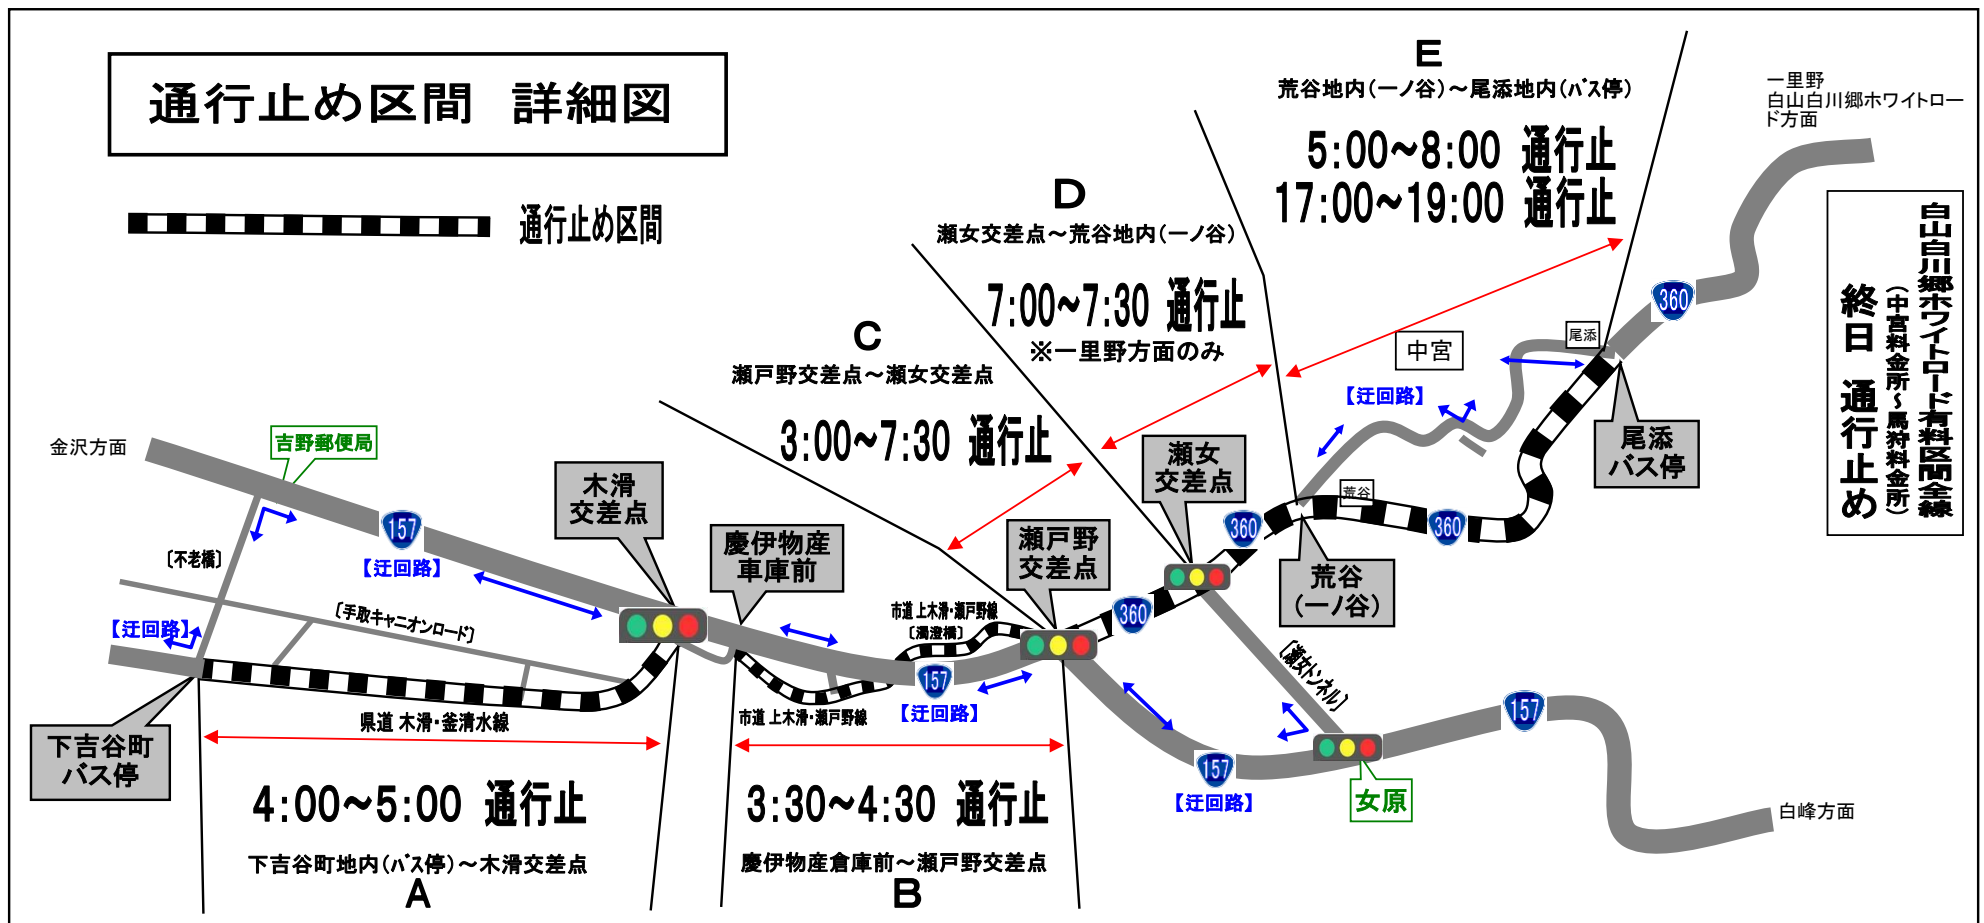 通行止め区間 詳細図
通行止め区間
E
荒谷地内(一ノ谷)～尾添地内(バス停)
5:00～8:00 通行止
17:00～19:00 通行止
一里野
白山白川郷ホワイトロー
ド方面
D
瀬女交差点～荒谷地内(一ノ谷)
7:00～7:30 通行止
※一里野方面のみ
C
瀬戸野交差点～瀬女交差点
3:00～7:30 通行止
白山白川郷ホワイトロード有料区間全線
(中宮料金所～馬狩料金所)
終日 通行止め
360
尾添
中宮
【迂回路】
金沢方面
吉野郵便局
木滑
交差点
瀬女
交差点
尾添
バス停
荒谷
157
360
360
〔不老橋〕
【迂回路】
慶伊物産
車庫前
瀬戸野
交差点
荒谷
(一ノ谷)
〔手取キャニオンロード〕
【迂回路】
市道 上木滑・瀬戸野線
〔濁澄橋〕
360
〔瀬女トンネル〕
157
157
県道 木滑・釜清水線
市道 上木滑・瀬戸野線
【迂回路】
下吉谷町
バス停
157
【迂回路】
女原
白峰方面
4:00～5:00 通行止
下吉谷町地内(バス停)～木滑交差点
A
3:30～4:30 通行止
慶伊物産倉庫前～瀬戸野交差点
B